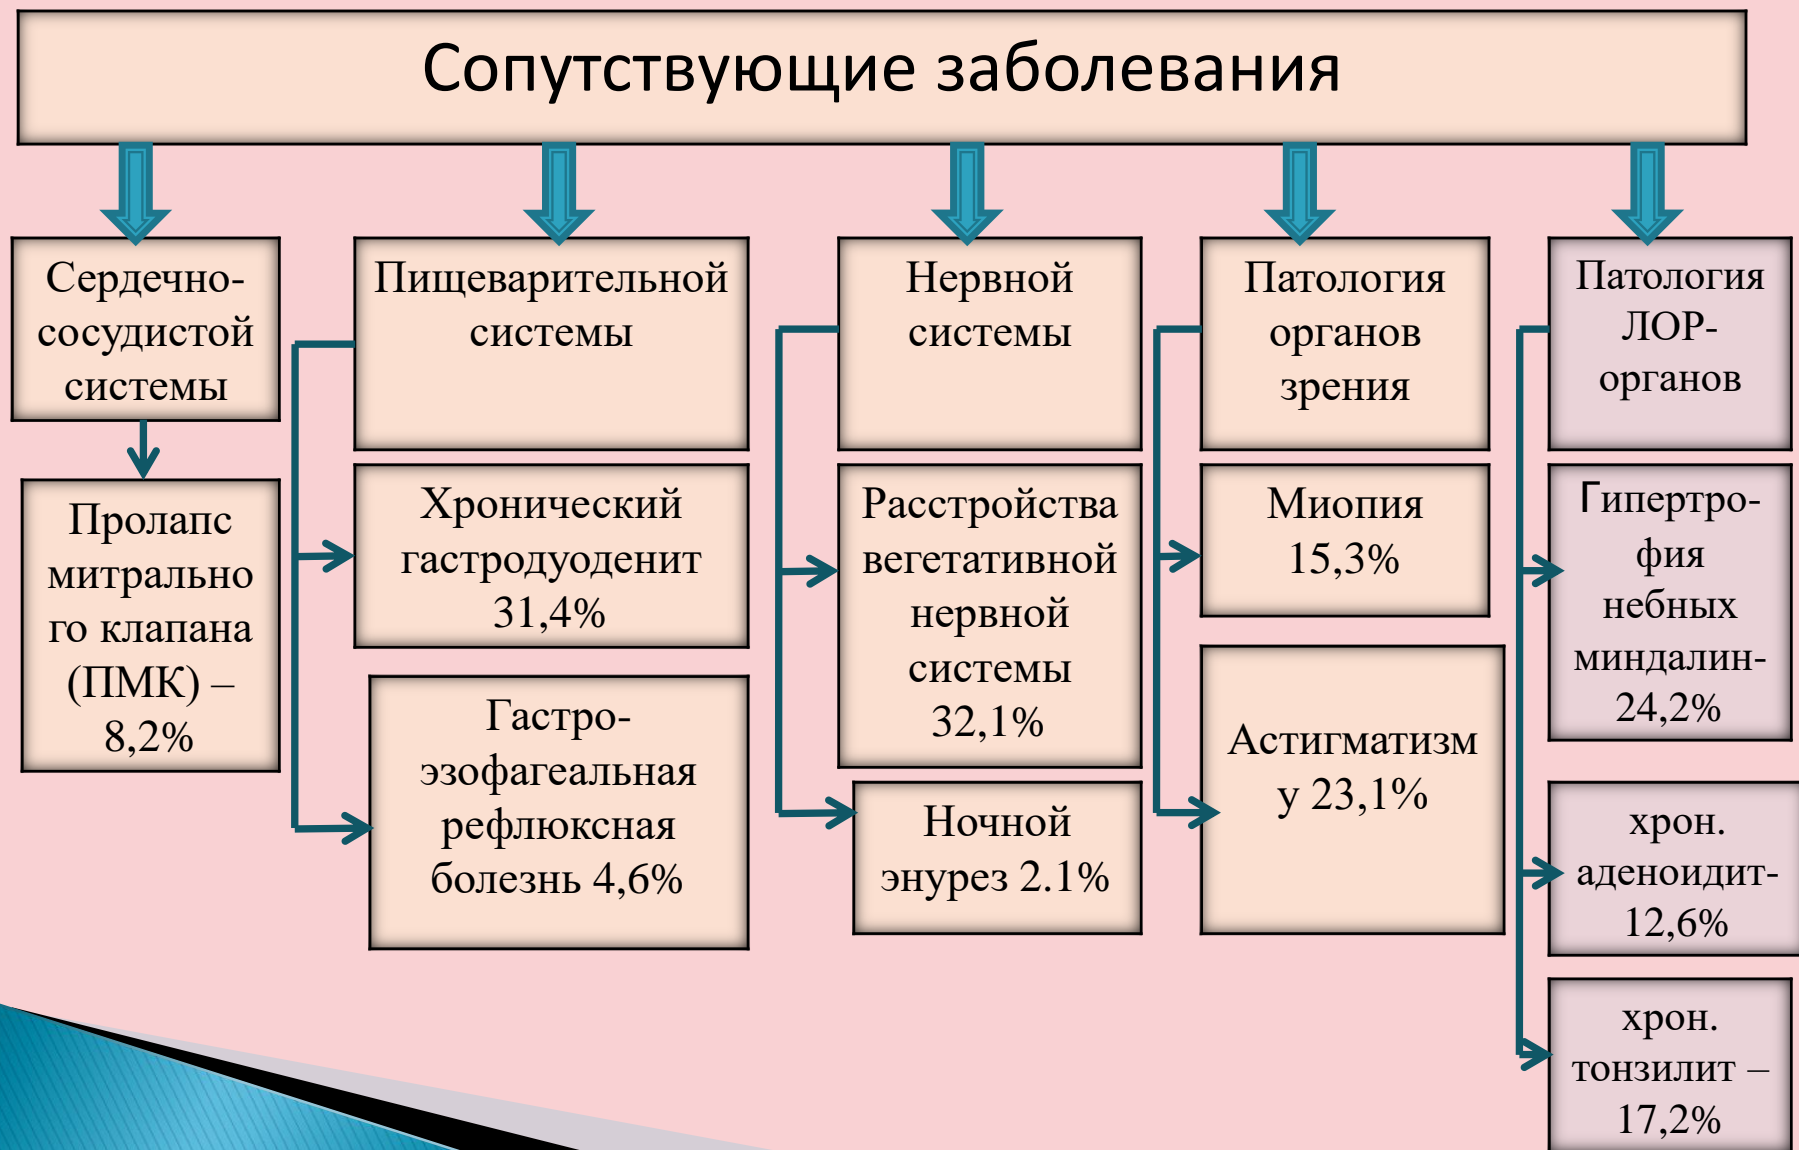 Сопутствующие заболевания
Сердечно-
сосудистой
системы
Пролапс
митрально
го клапана
(ПМК) –
8,2%
Пищеварительной
системы
Хронический
гастродуоденит
31,4%
Гастро-
эзофагеальная
рефлюксная
болезнь 4,6%
Нервной
системы
Расстройства
вегетативной
нервной
системы
32,1%
Ночной
энурез 2.1%
Патология
органов
зрения
Миопия
15,3%
Астигматизм
у 23,1%
Патология
ЛОР-
органов
Гипертро-
фия
небных
миндалин-
24,2%
хрон.
аденоидит-
12,6%
хрон.
тонзилит –
17,2%